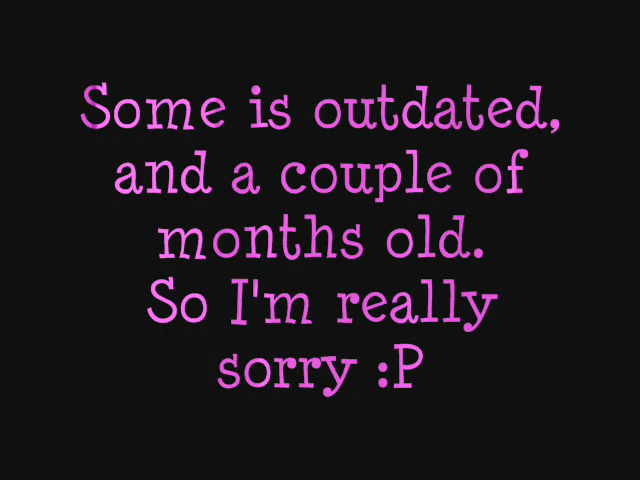 Some is outdated,
and a couple of
months old.
So I'm really
sorry :P